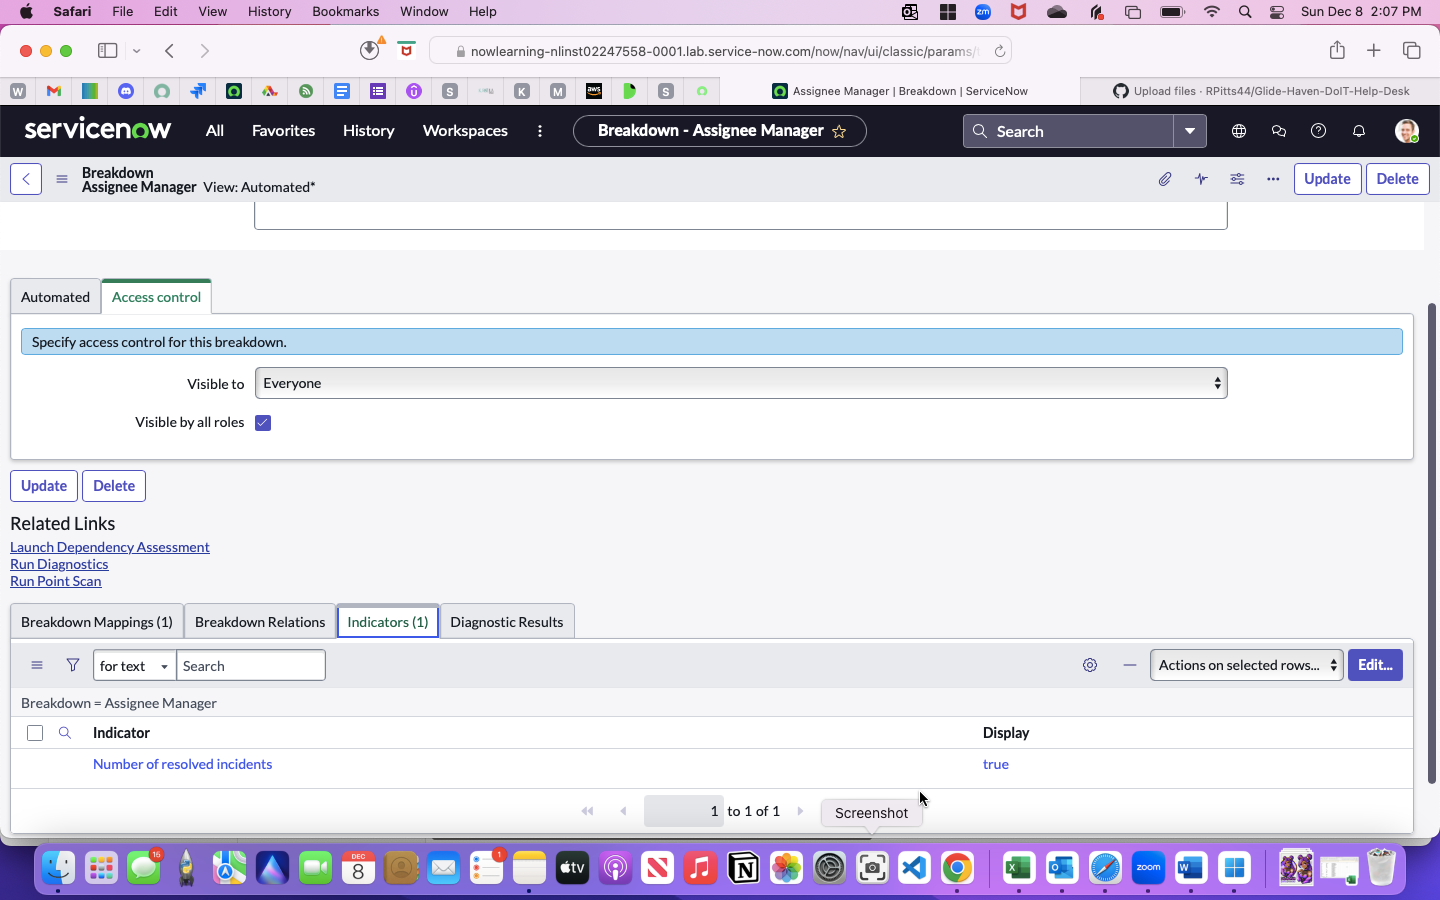 Safari File Edit View History Bookmarks Window Help zm Sun Dec 8 2:07 PM
nowlearning-nlinst02247558-0001.lab.service-now.com/now/nav/ui/classic/params/
W S K M aws S Assignee Manager | Breakdown | ServiceNow Upload files · RPitts44/Glide-Haven-DoIT-Help-Desk
servicenow All Favorites History Workspaces Breakdown - Assignee Manager Search
Breakdown
Assignee Manager View: Automated* Update Delete
Automated Access control
Specify access control for this breakdown.
Visible to Everyone
Visible by all roles
Update Delete
Related Links
Launch Dependency Assessment
Run Diagnostics
Run Point Scan
Breakdown Mappings (1) Breakdown Relations Indicators (1) Diagnostic Results
for text Search Actions on selected rows... Edit...
Breakdown = Assignee Manager
Indicator Display
Number of resolved incidents true
1 to 1 of 1
Screenshot
15 DEC 8 1 tv zoom